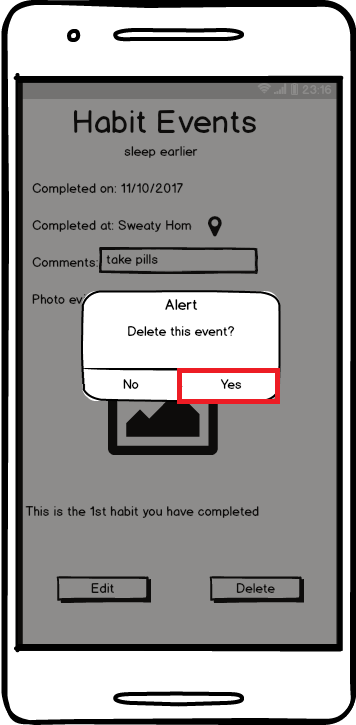 23:16
Habit Events
sleep earlier
Completed on: 11/10/2017
Completed at: Sweaty Hom
Comments: take pills
Photo ev
Alert
Delete this event?
No Yes
This is the 1st habit you have completed
Edit Delete